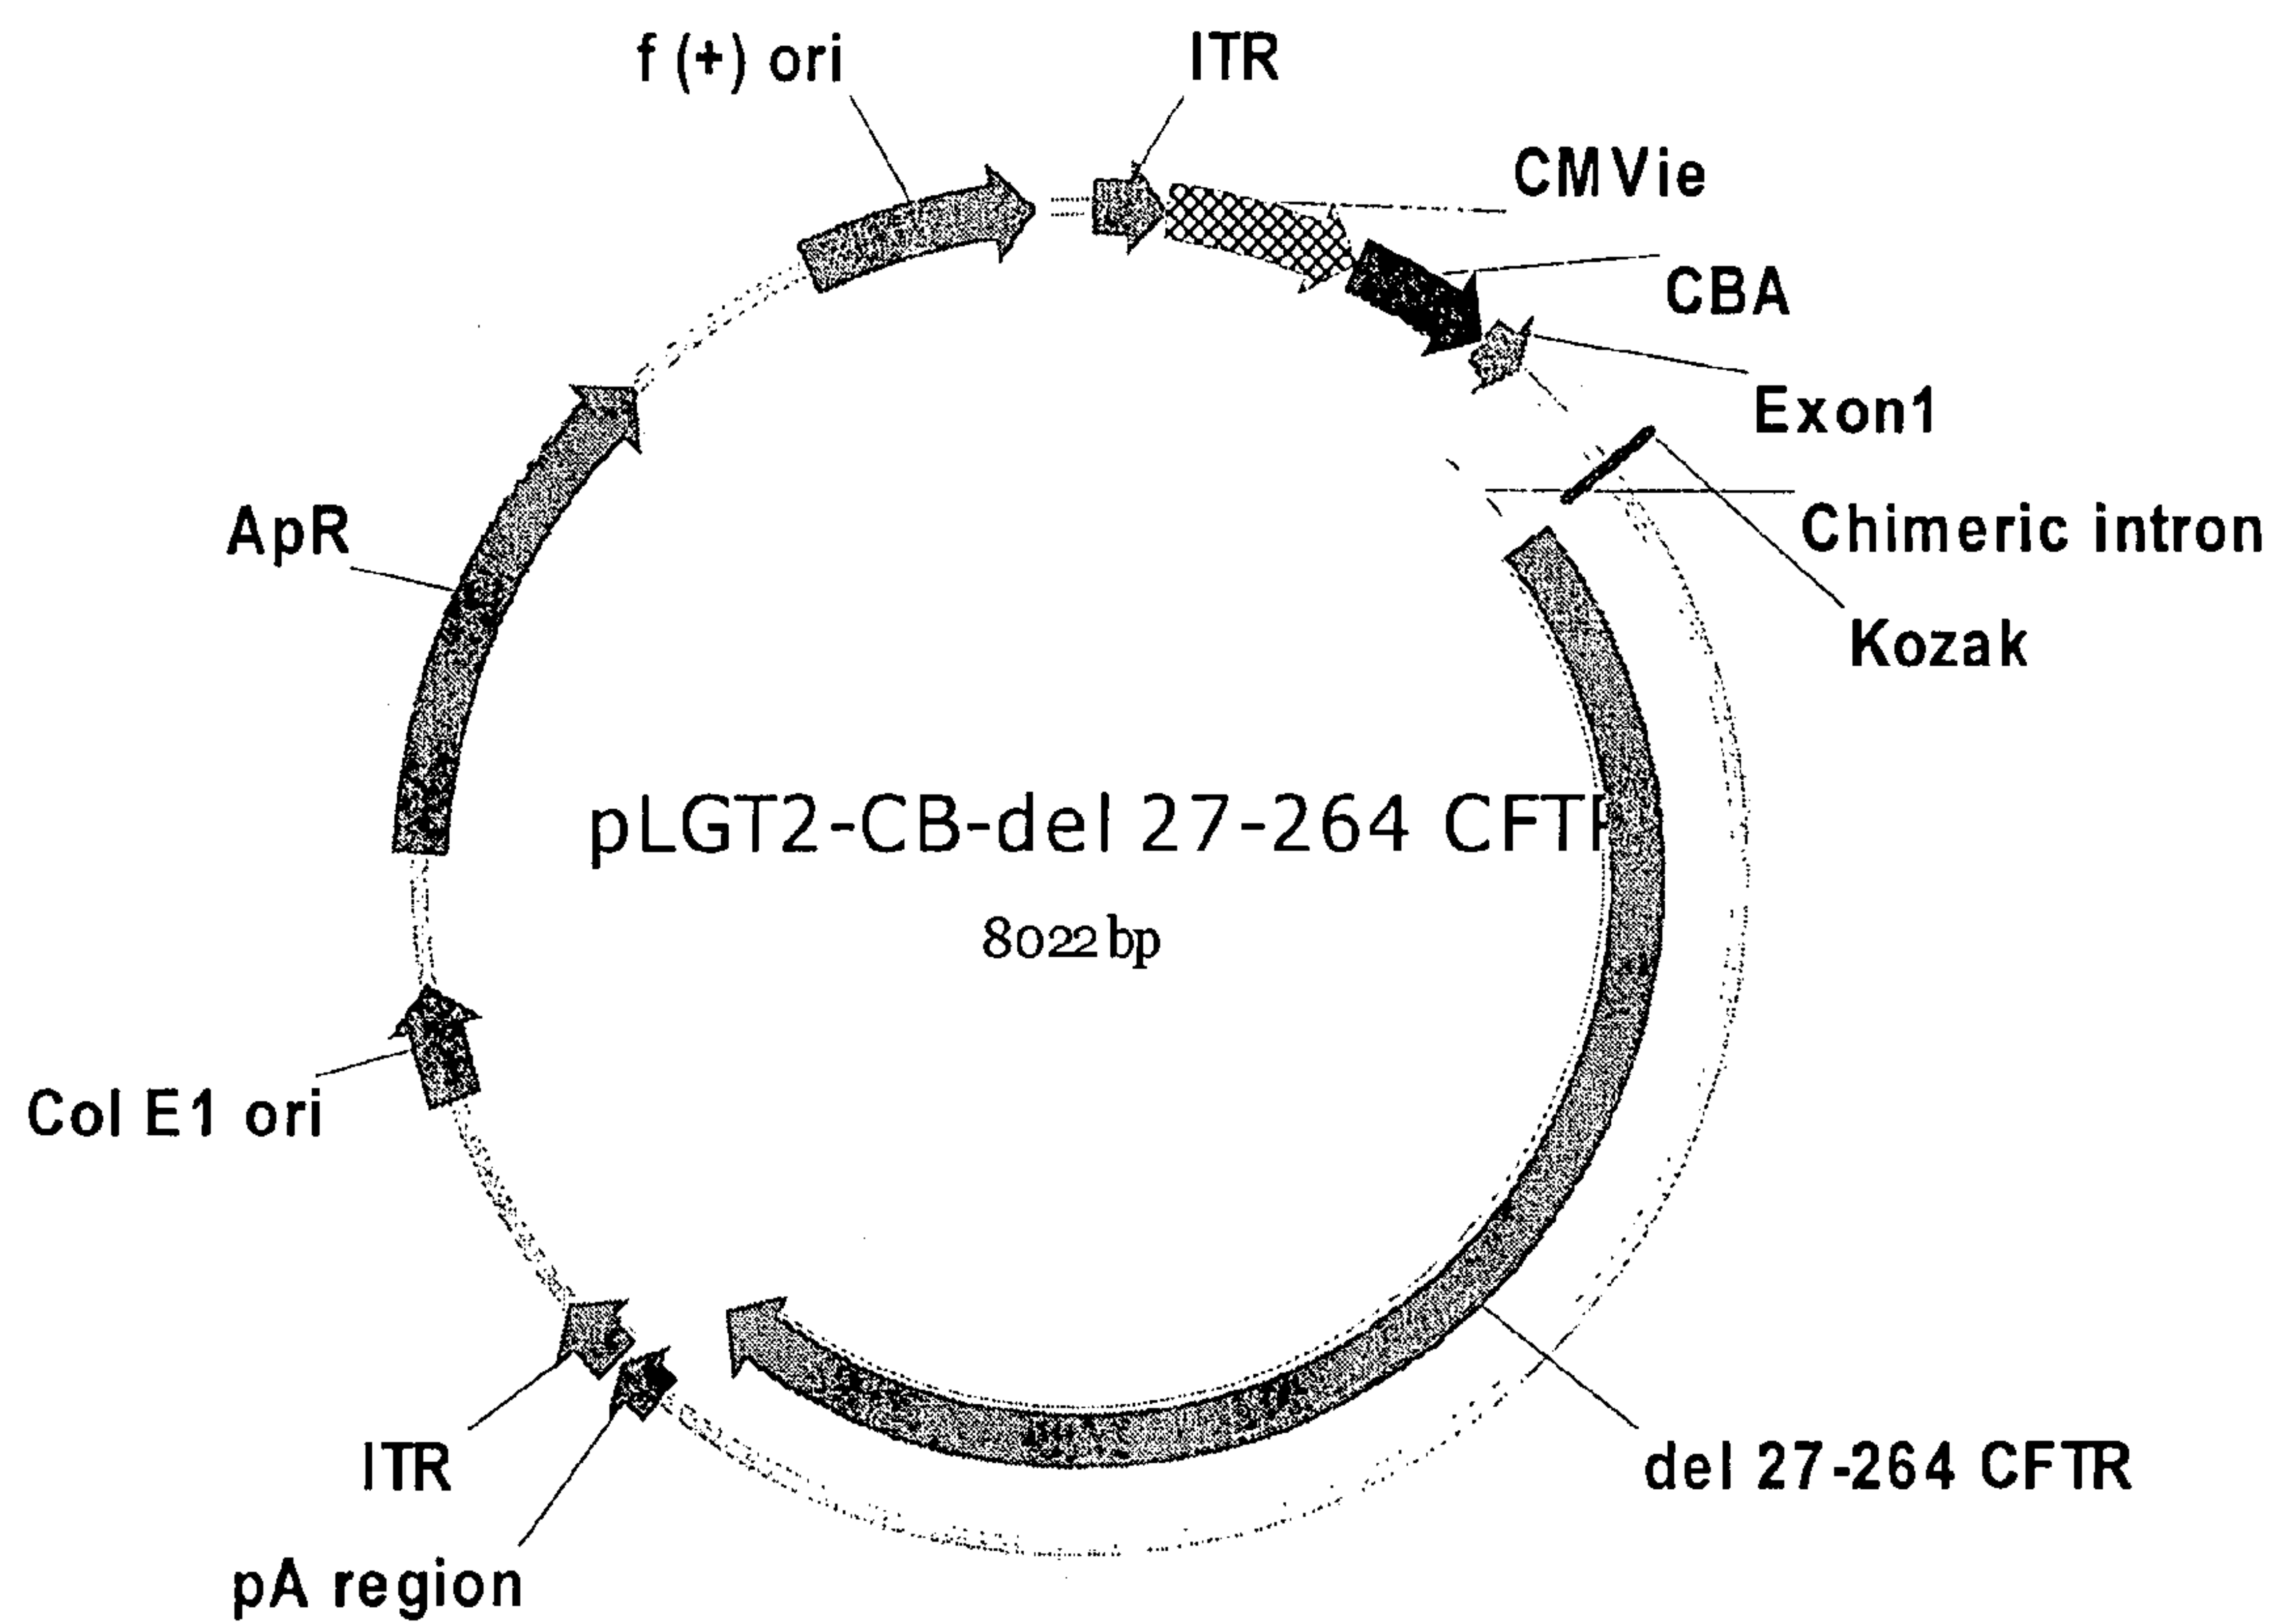 f (+) ori
ITR
CMVie
CBA
Exon1
Chimeric intron
Kozak
ApR
pLGT2-CB-del 27-264 CFTR
8022 bp
Col E1 ori
ITR
pA region
del 27-264 CFTR